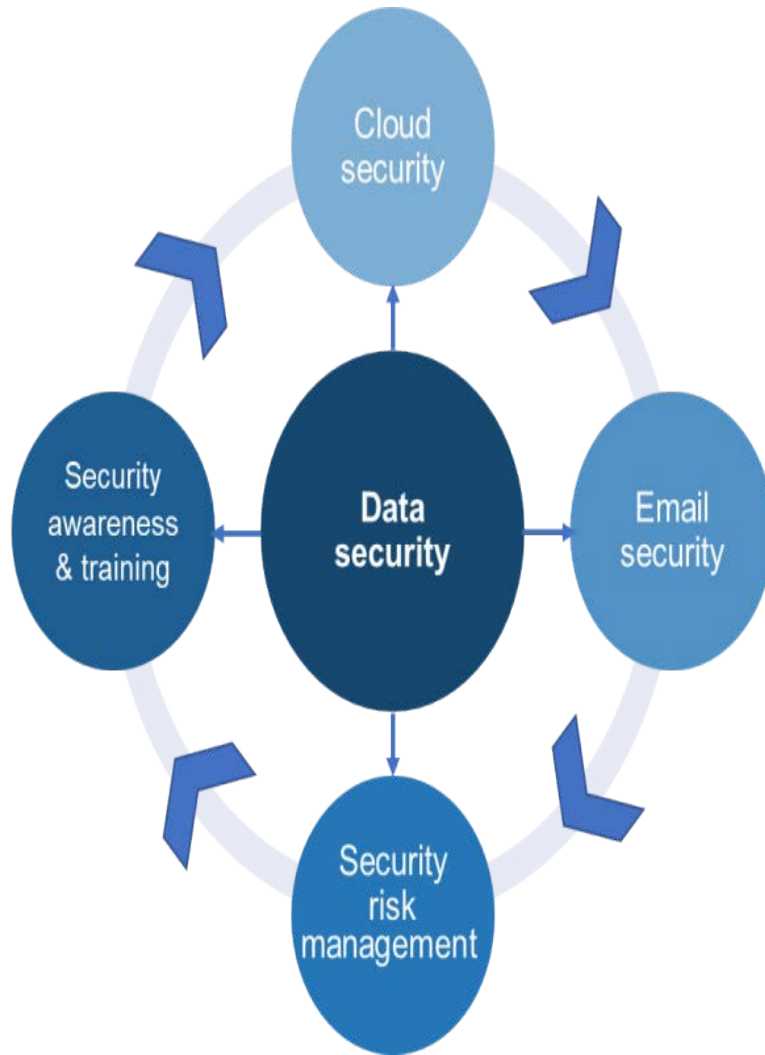 Cloud
security
Security
awareness
& training
Data
security
Email
security
Security
risk
management